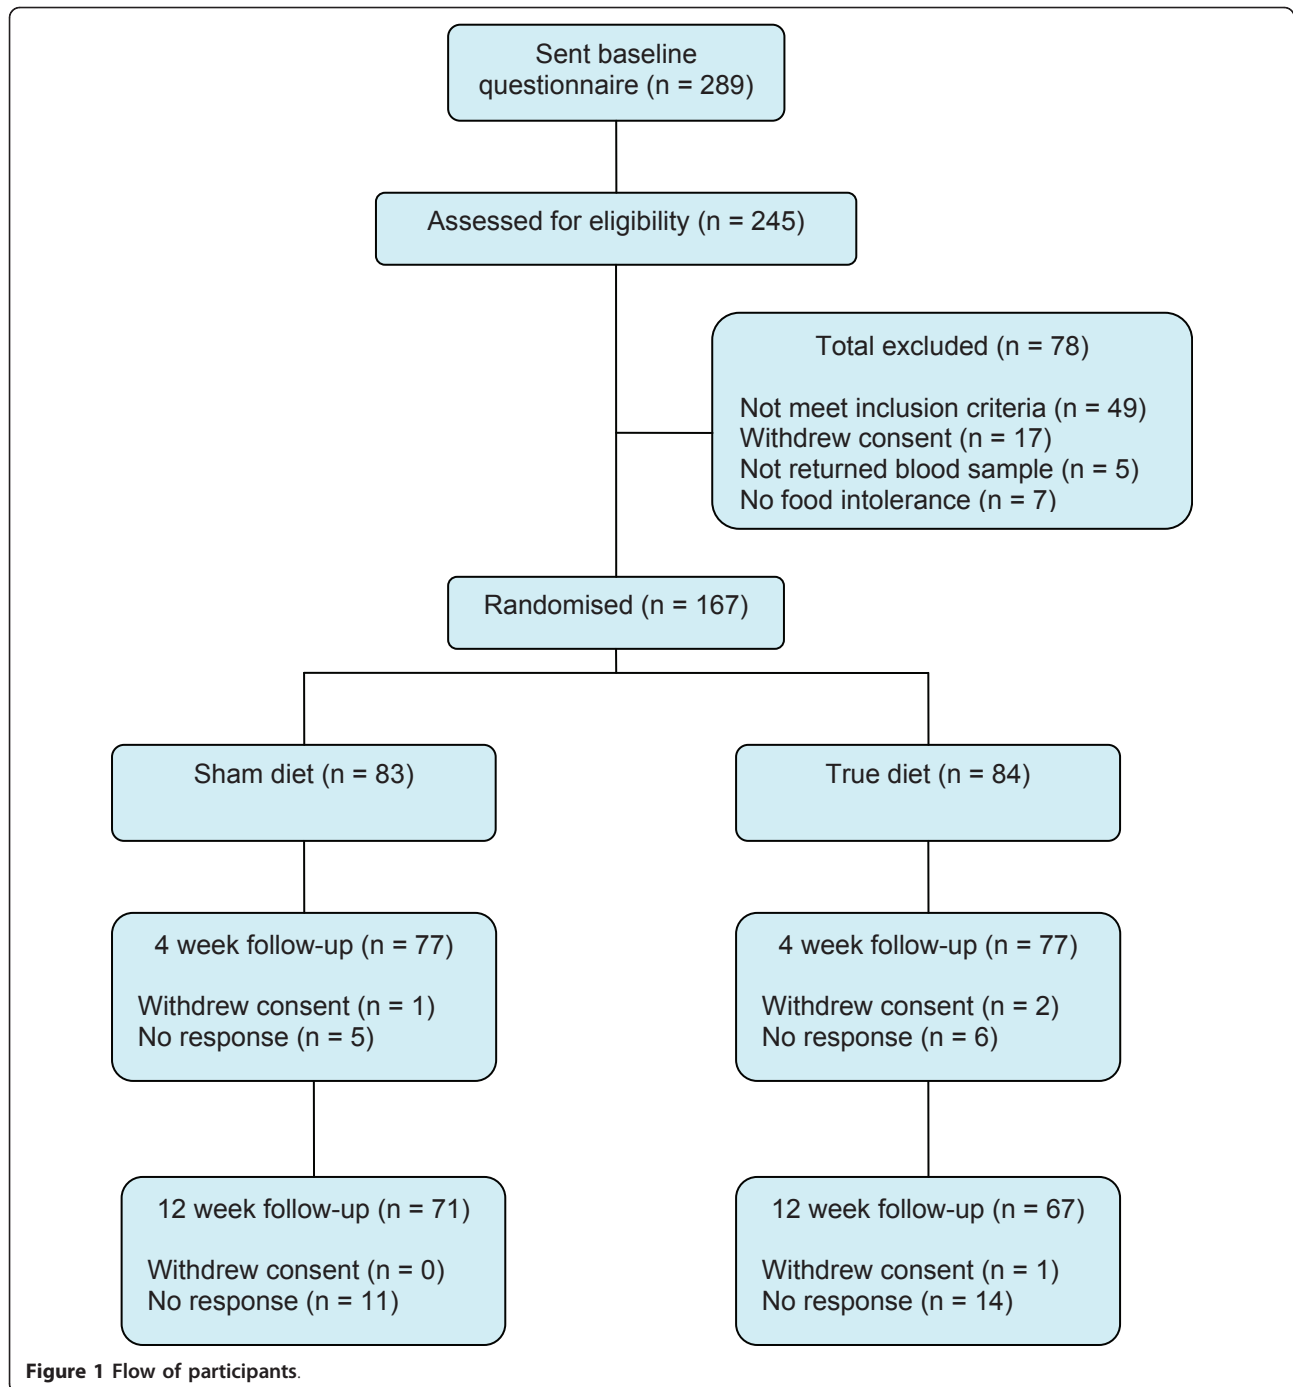 Sent baseline
questionnaire (n = 289)
Assessed for eligibility (n = 245)
Total excluded (n = 78)
Not meet inclusion criteria (n = 49)
Withdrew consent (n = 17)
Not returned blood sample (n = 5)
No food intolerance (n = 7)
Randomised (n = 167)
Sham diet (n = 83)
True diet (n = 84)
4 week follow-up (n = 77)
Withdrew consent (n = 1)
No response (n = 5)
4 week follow-up (n = 77)
Withdrew consent (n = 2)
No response (n = 6)
12 week follow-up (n = 71)
Withdrew consent (n = 0)
No response (n = 11)
12 week follow-up (n = 67)
Withdrew consent (n = 1)
No response (n = 14)
Figure 1 Flow of participants.